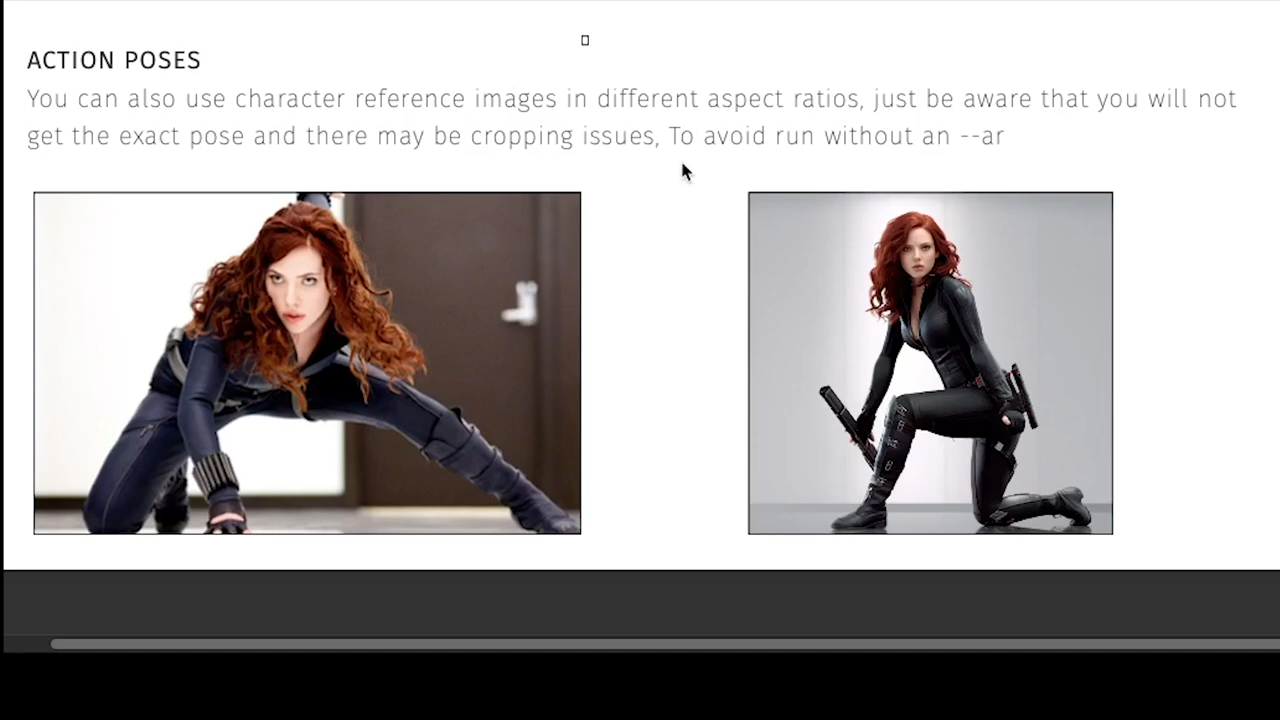 ACTION POSES
You can also use character reference images in different aspect ratios, just be aware that you will not
get the exact pose and there may be cropping issues, To avoid run without an --ar